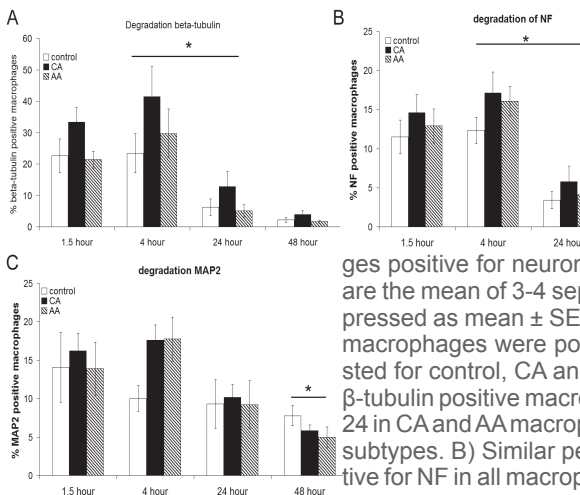 A
Degradation beta-tubulin
control
CA
AA
*
% beta-tubulin positive macrophages
60
50
40
30
20
10
0
1.5 hour 4 hour 24 hour 48 hour
B
degradation of NF
control
CA
AA
*
% NF positive macrophages
25
20
15
10
5
0
1.5 hour 4 hour 24 hou
C
degradation MAP2
control
CA
AA
*
% MAP2 positive macrophages
25
20
15
10
5
0
1.5 hour 4 hour 24 hour 48 hour
ges positive for neuron
are the mean of 3-4 sep
pressed as mean ± SE
macrophages were po
sted for control, CA an
β-tubulin positive macro
24 in CA and AA macrop
subtypes. B) Similar pe
tive for NF in all macrop